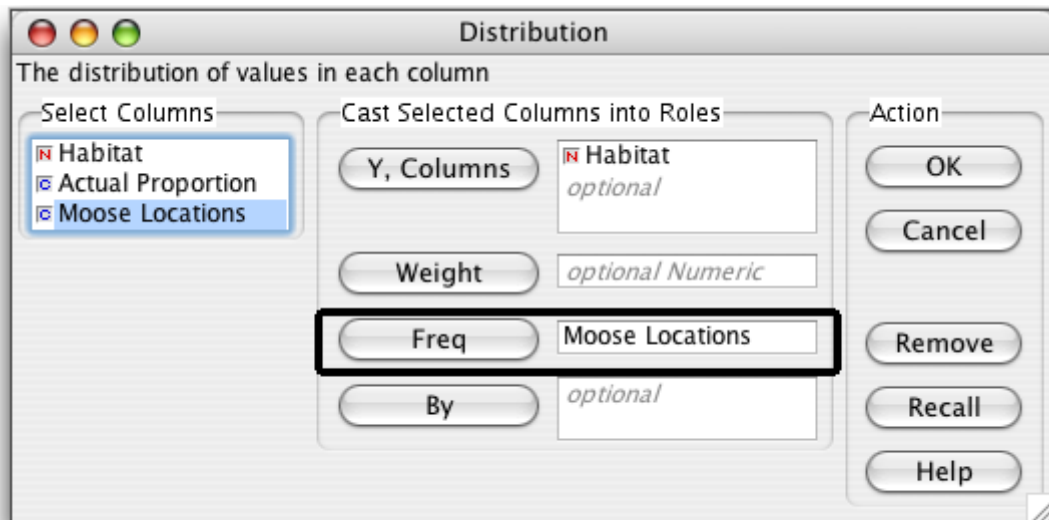 Distribution
The distribution of values in each column
Select Columns
Habitat
Actual Proportion
Moose Locations
Cast Selected Columns into Roles
Y, Columns
Habitat
optional
Weight
optional Numeric
Freq
Moose Locations
By
optional
Action
OK
Cancel
Remove
Recall
Help